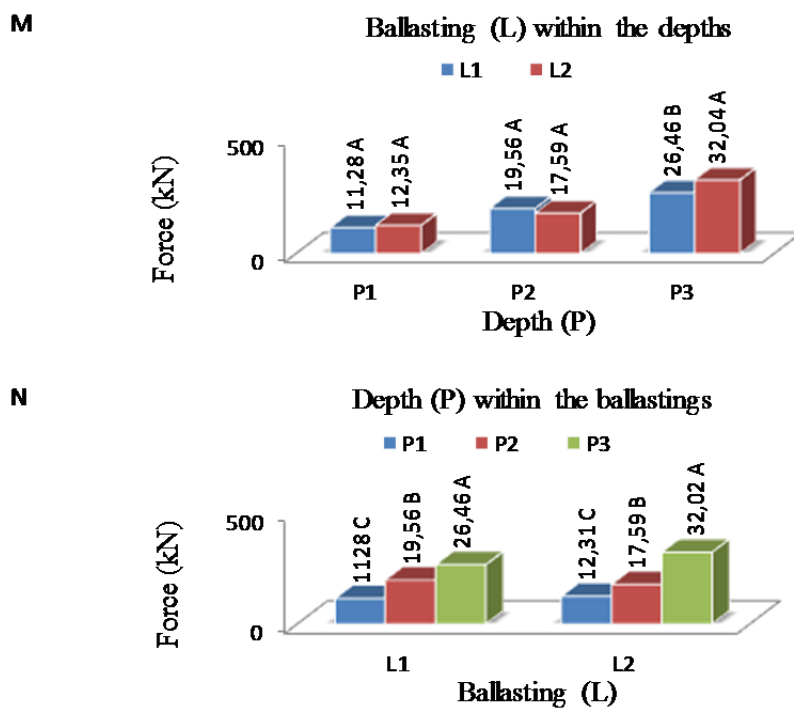 M
Ballasting (L) within the depths
L1 L2
Force (kN)
500
0
11,28 A
12,35 A
19,56 A
17,59 A
26,46 B
32,04 A
P1 P2 P3
Depth (P)
N
Depth (P) within the ballastings
P1 P2 P3
Force (kN)
500
0
1128 C
19,56 B
26,46 A
12,31 C
17,59 B
32,02 A
L1 L2
Ballasting (L)